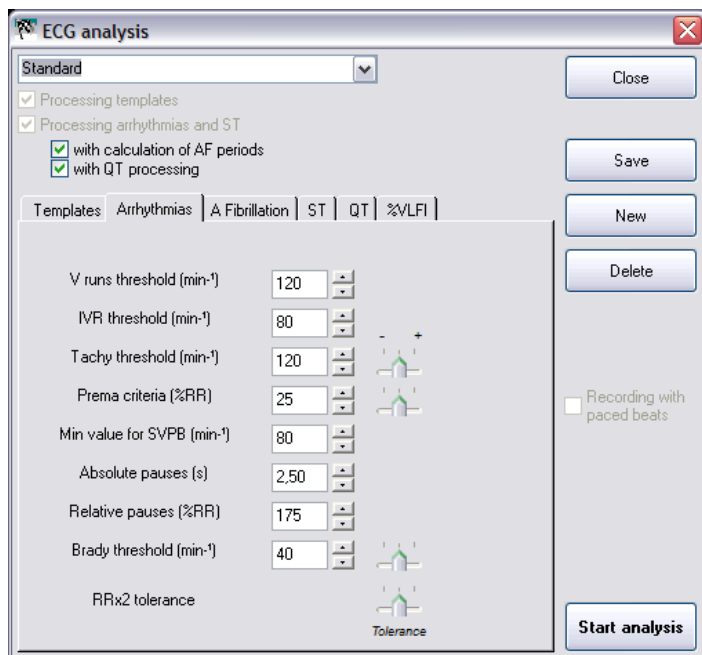 ECG analysis
Standard
Close
Processing templates
Processing arrhythmias and ST
with calculation of AF periods
with QT processing
Save
New
Delete
Templates Arrhythmias A Fibrillation ST QT %VLFI
V runs threshold (min-¹) 120
IVR threshold (min-¹) 80
- +
Tachy threshold (min-¹) 120
Prema criteria (%RR) 25
Recording with
paced beats
Min value for SVPB (min-¹) 80
Absolute pauses (s) 2,50
Relative pauses (%RR) 175
Brady threshold (min-¹) 40
RRx2 tolerance
Tolerance
Start analysis